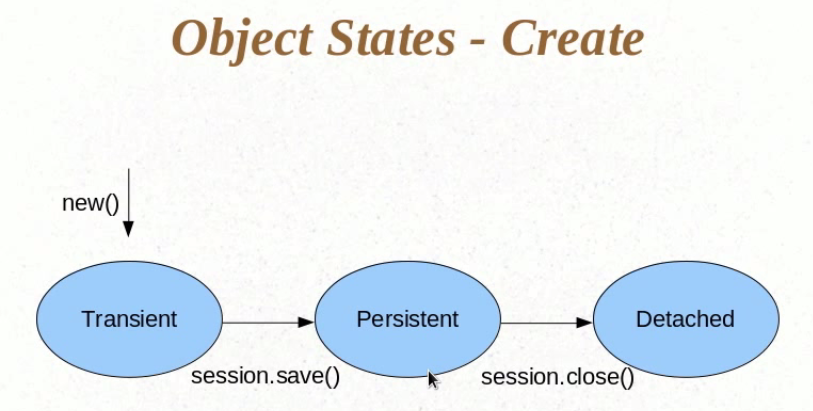 Object States - Create
new()
Transient
Persistent
Detached
session.save()
session.close()